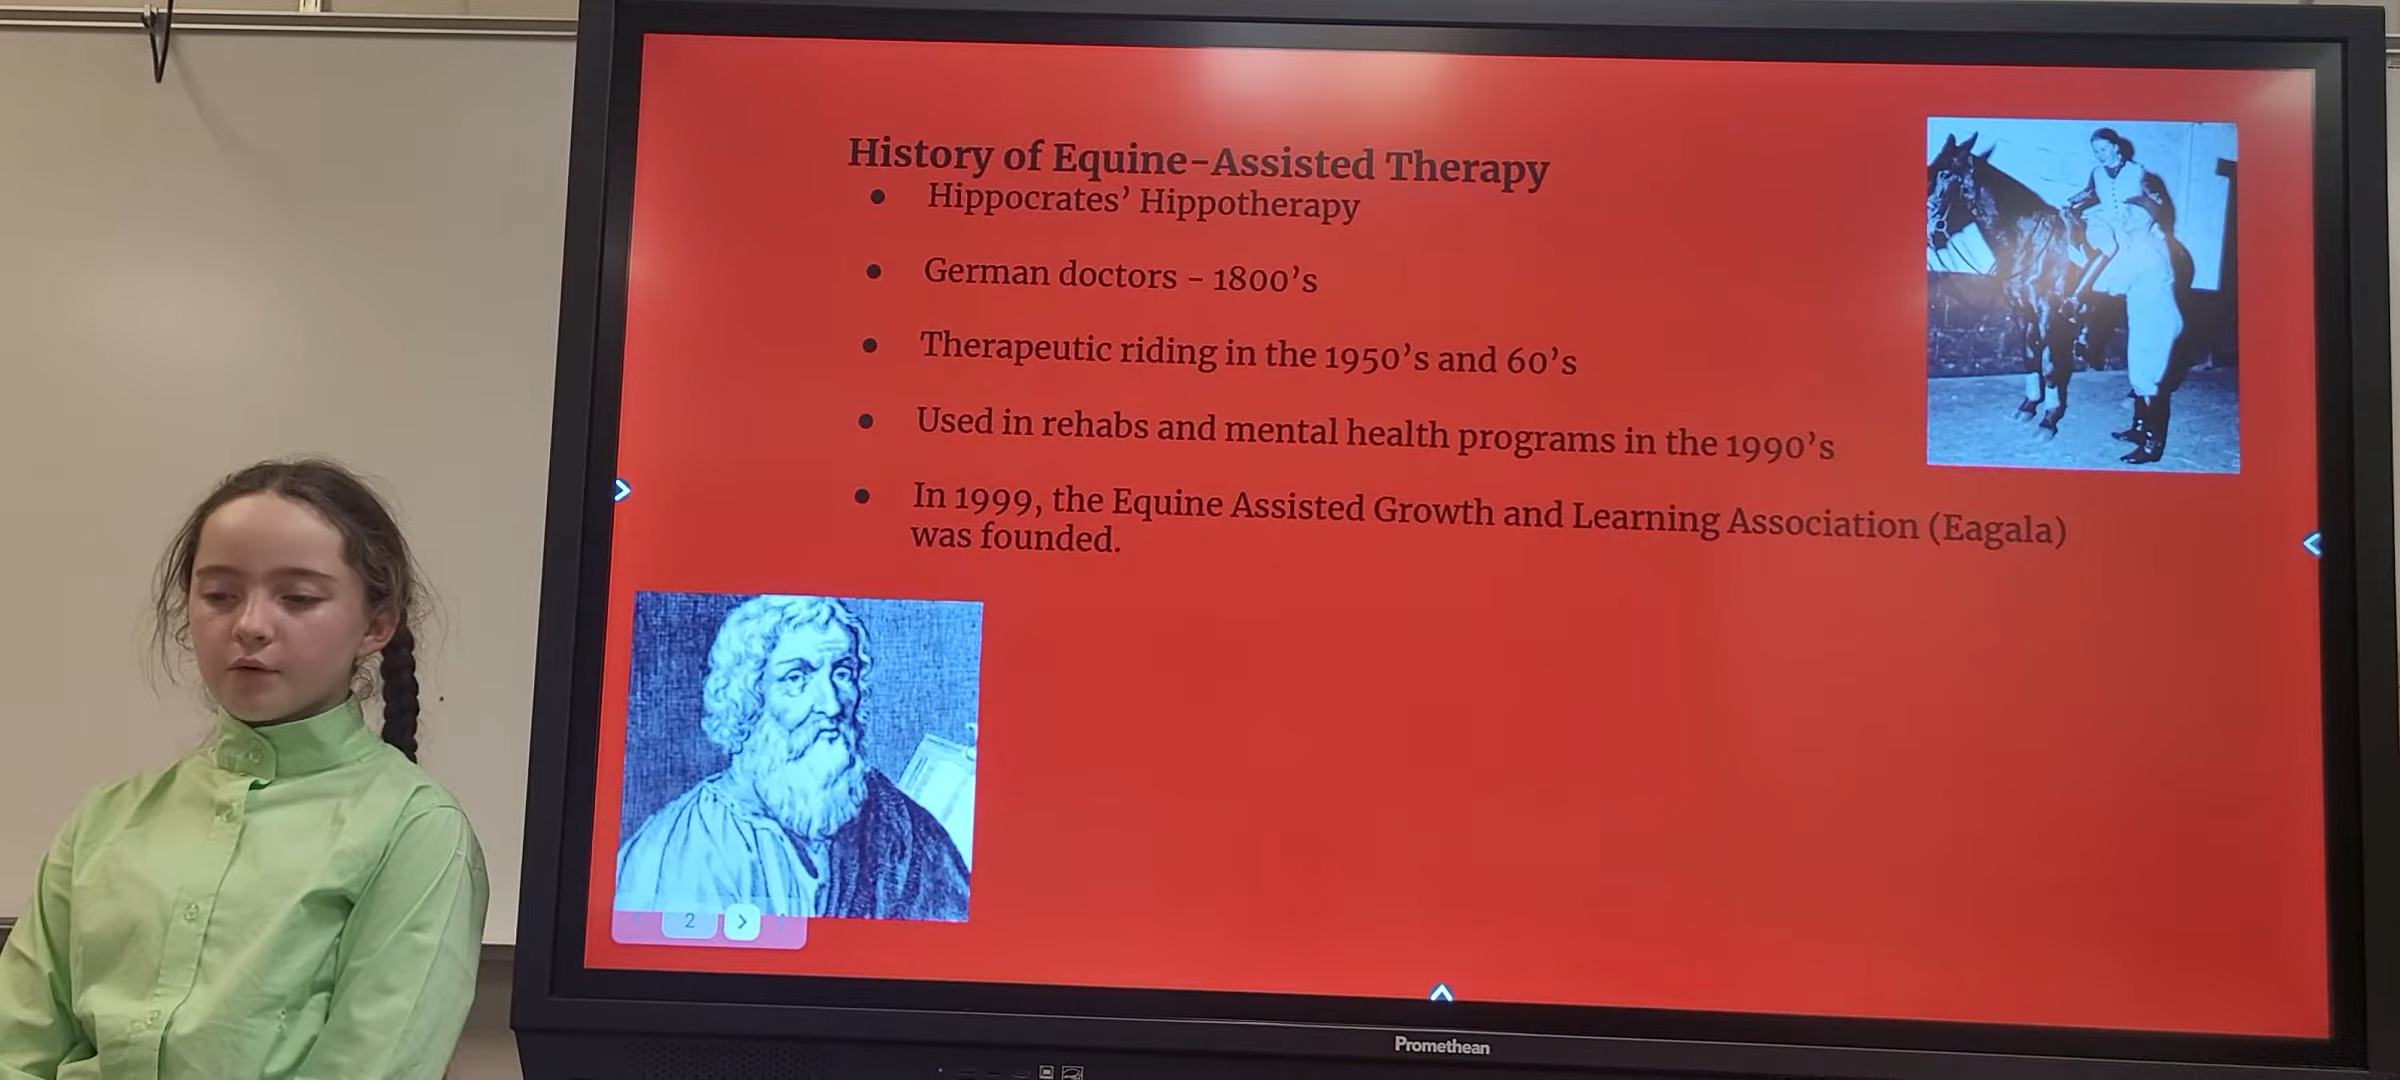 History of Equine-Assisted Therapy
● Hippocrates' Hippotherapy
● German doctors - 1800's
● Therapeutic riding in the 1950's and 60's
● Used in rehabs and mental health programs in the 1990's
● In 1999, the Equine Assisted Growth and Learning Association (Eagala)
was founded.
2
Promethean